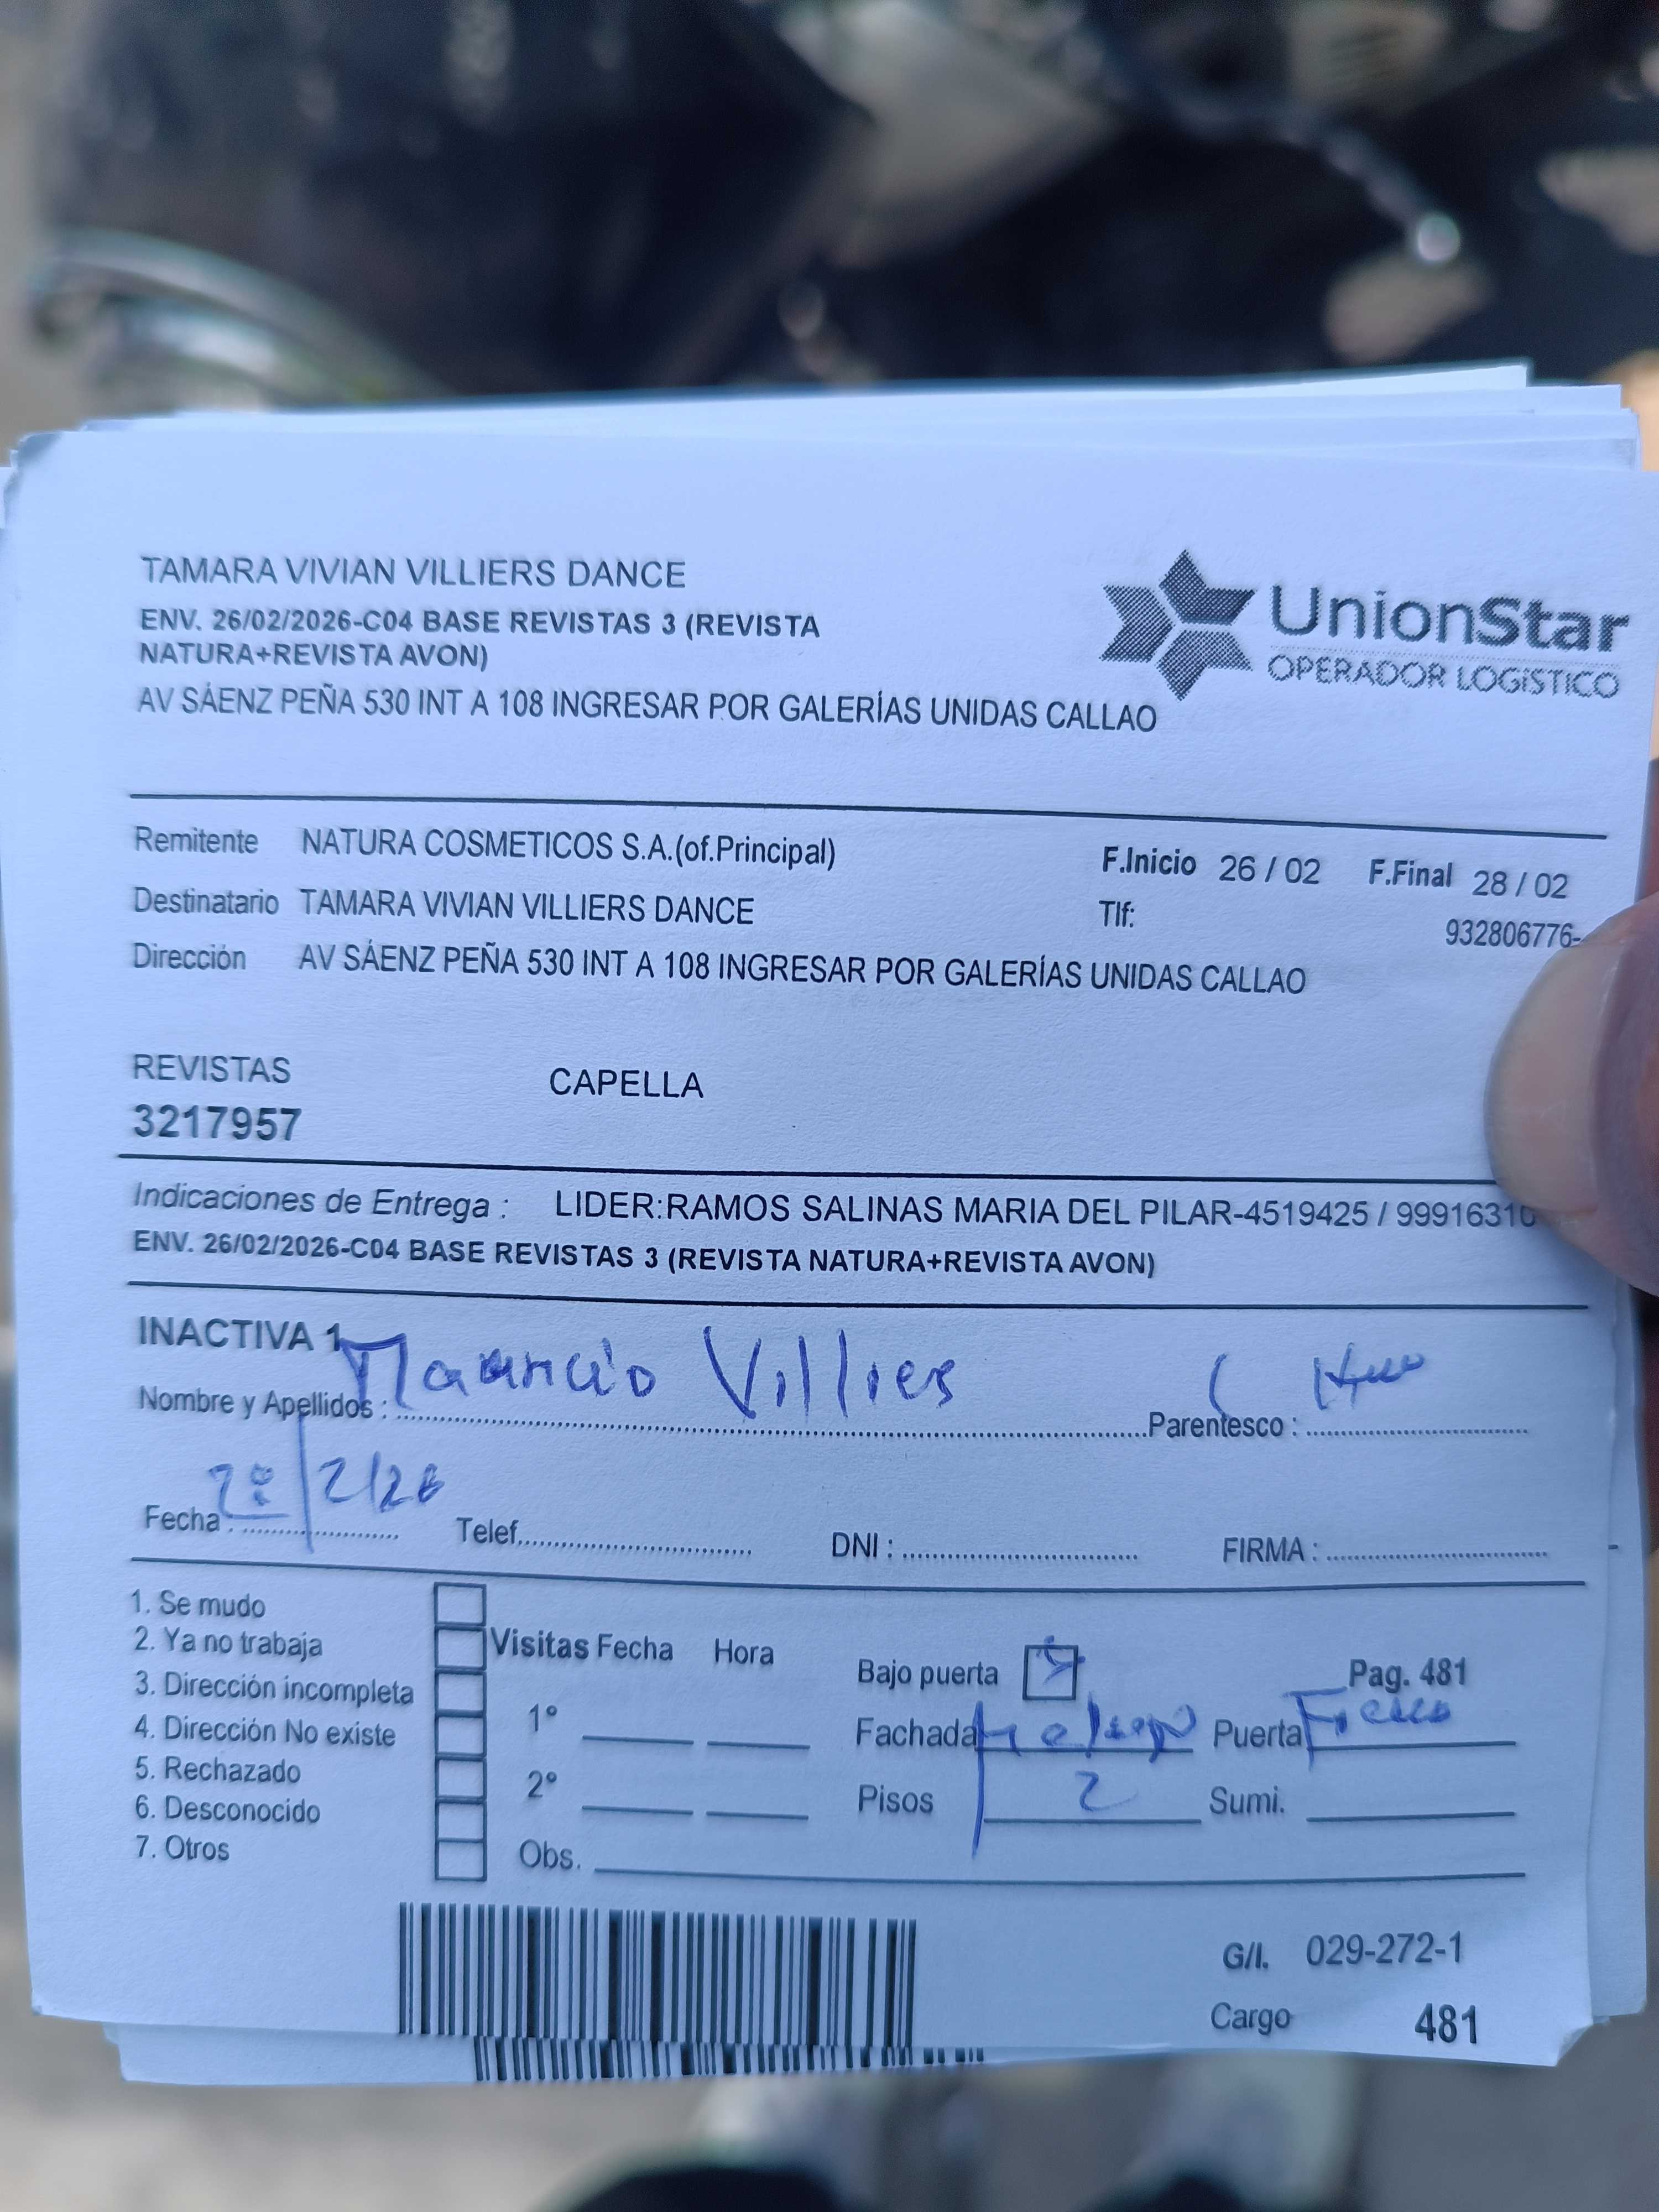 TAMARA VIVIAN VILLIERS DANCE
ENV. 26/02/2026-C04 BASE REVISTAS 3 (REVISTA
NATURA+REVISTA AVON)
AV SÁENZ PEÑA 530 INT A 108 INGRESAR POR GALERÍAS UNIDAS CALLAO
UnionStar
OPERADOR LOGÍSTICO
Remitente NATURA COSMETICOS S.A.(of.Principal) F.Inicio 26 / 02 F.Final 28 / 02
Destinatario TAMARA VIVIAN VILLIERS DANCE Tlf: 932806776-
Dirección AV SÁENZ PEÑA 530 INT A 108 INGRESAR POR GALERÍAS UNIDAS CALLAO
REVISTAS CAPELLA
3217957
Indicaciones de Entrega : LIDER:RAMOS SALINAS MARIA DEL PILAR-4519425 / 99916310
ENV. 26/02/2026-C04 BASE REVISTAS 3 (REVISTA NATURA+REVISTA AVON)
INACTIVA 1
Nombre y Apellidos : Villiers Parentesco :
Fecha : Telef. DNI : FIRMA :
1. Se mudo
2. Ya no trabaja
3. Dirección incompleta
4. Dirección No existe
5. Rechazado
6. Desconocido
7. Otros
Visitas Fecha Hora
1°
2°
Obs.
Bajo puerta Pag. 481
Fachada Puerta
Pisos 2 Sumi.
G/I. 029-272-1
Cargo 481